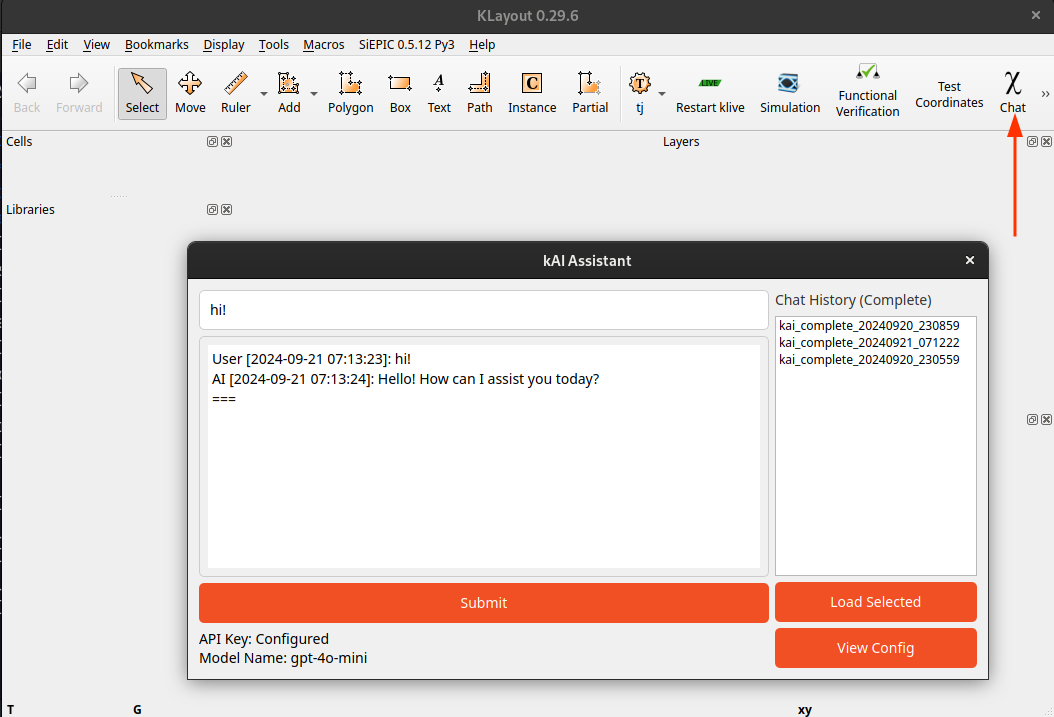 KLayout 0.29.6
File Edit View Bookmarks Display Tools Macros SiEPIC 0.5.12 Py3 Help
Back Forward Select Move Ruler Add Polygon Box Text Path Instance Partial tj Restart klive Simulation Functional Verification Test Coordinates Chat
Cells
Layers
Libraries
kAI Assistant
hi!
User [2024-09-21 07:13:23]: hi!
AI [2024-09-21 07:13:24]: Hello! How can I assist you today?
===
Submit
API Key: Configured
Model Name: gpt-4o-mini
Chat History (Complete)
kai_complete_20240920_230859
kai_complete_20240921_071222
kai_complete_20240920_230559
Load Selected
View Config
T G xy